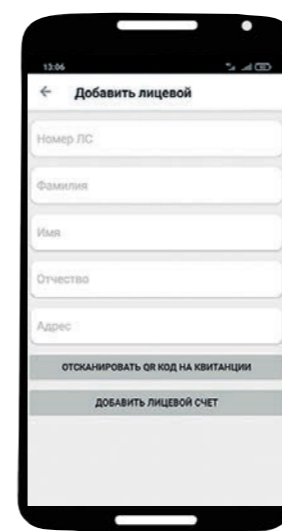 13:06
← Добавить лицевой
Номер ЛС
Фамилия
Имя
Отчество
Адрес
ОТСКАНИРОВАТЬ QR КОД НА КВИТАНЦИИ
ДОБАВИТЬ ЛИЦЕВОЙ СЧЕТ